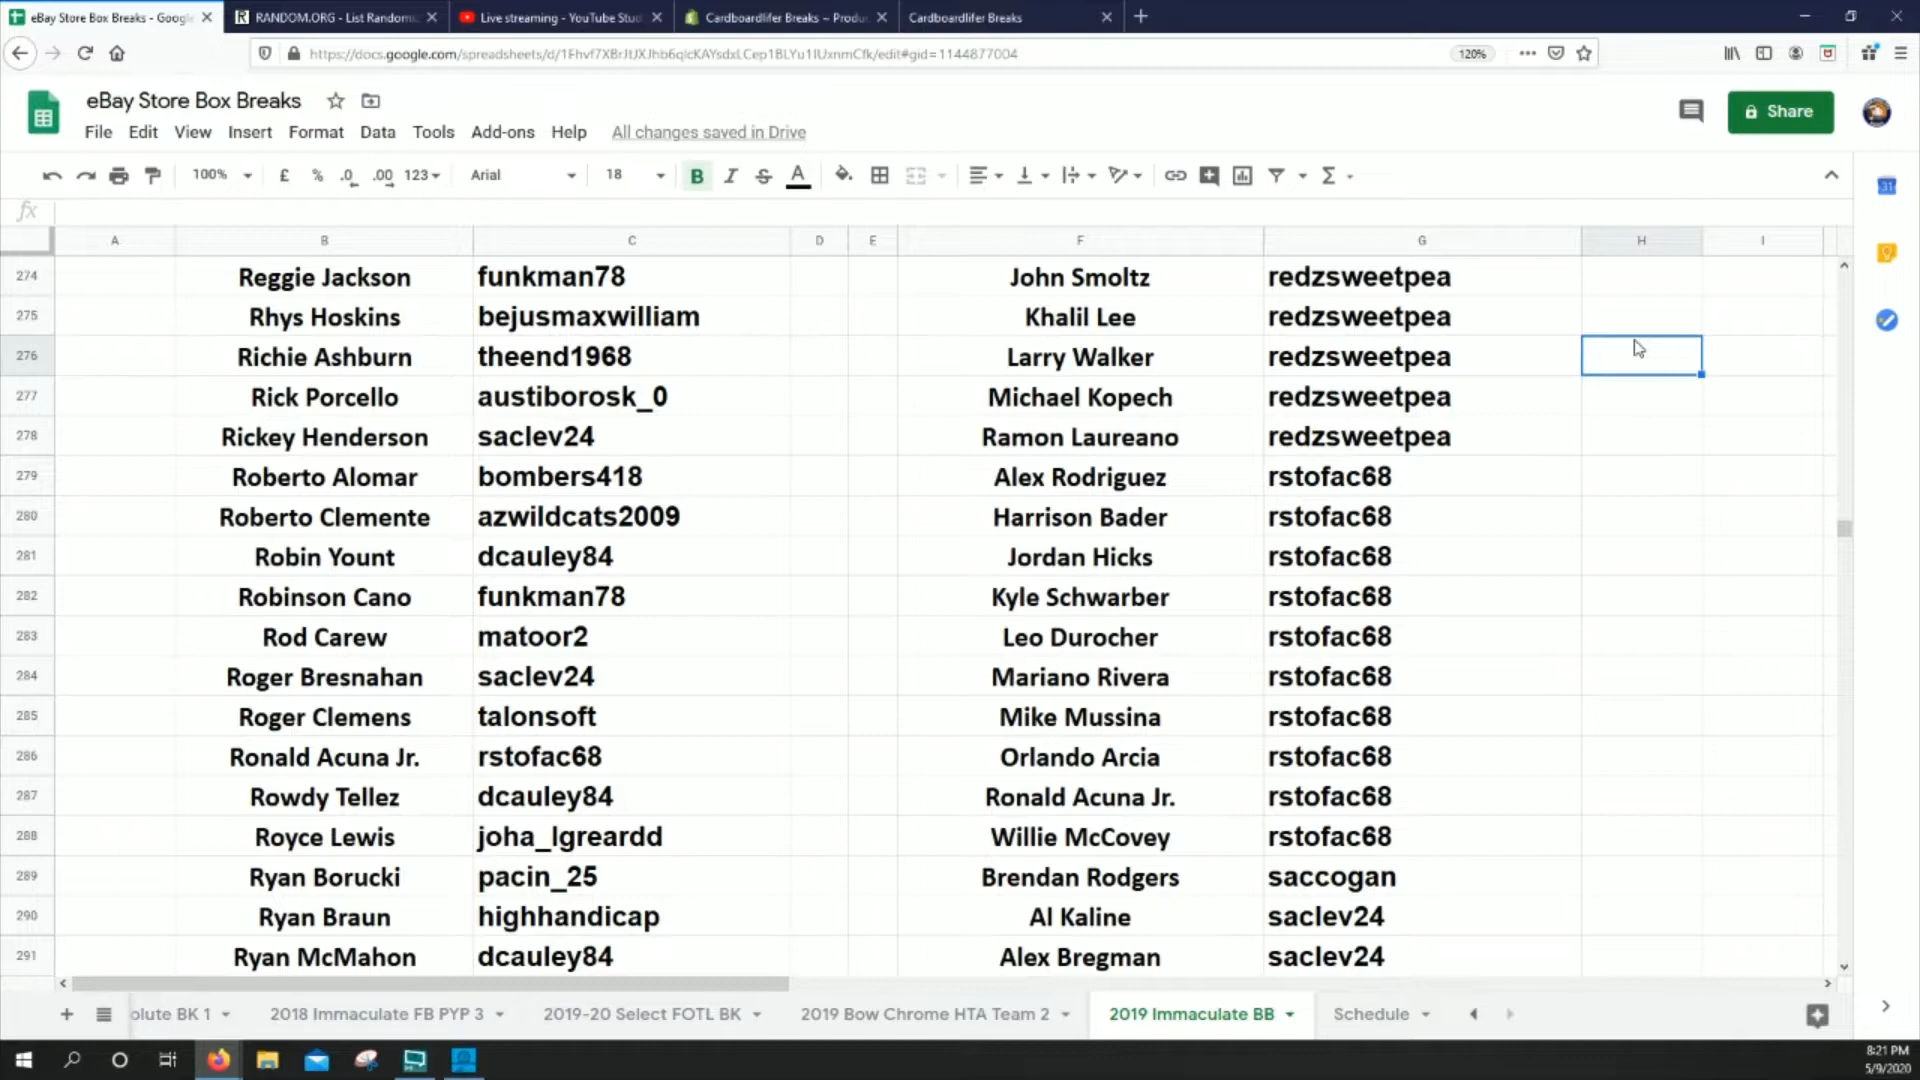 eBay Store Box Breaks - Googl
RANDOM.ORG - List Randomi
Live streaming - YouTube Stud
Cardboardlifer Breaks ~ Produ
Cardboardlifer Breaks
120%
eBay Store Box Breaks
File Edit View Insert Format Data Tools Add-ons Help All changes saved in Drive
Share
100% £ % .0 .00 123 Arial 18 B I S A
fx
A B C D E F G H I
274 Reggie Jackson funkman78 John Smoltz redzsweetpea
275 Rhys Hoskins bejusmaxwilliam Khalil Lee redzsweetpea
276 Richie Ashburn theend1968 Larry Walker redzsweetpea
277 Rick Porcello austiborosk_0 Michael Kopech redzsweetpea
278 Rickey Henderson saclev24 Ramon Laureano redzsweetpea
279 Roberto Alomar bombers418 Alex Rodriguez rstofac68
280 Roberto Clemente azwildcats2009 Harrison Bader rstofac68
281 Robin Yount dcauley84 Jordan Hicks rstofac68
282 Robinson Cano funkman78 Kyle Schwarber rstofac68
283 Rod Carew matoor2 Leo Durocher rstofac68
284 Roger Bresnahan saclev24 Mariano Rivera rstofac68
285 Roger Clemens talonsoft Mike Mussina rstofac68
286 Ronald Acuna Jr. rstofac68 Orlando Arcia rstofac68
287 Rowdy Tellez dcauley84 Ronald Acuna Jr. rstofac68
288 Royce Lewis joha_lgreardd Willie McCovey rstofac68
289 Ryan Borucki pacin_25 Brendan Rodgers saccogan
290 Ryan Braun highhandicap Al Kaline saclev24
291 Ryan McMahon dcauley84 Alex Bregman saclev24
olute BK 1 2018 Immaculate FB PYP 3 2019-20 Select FOTL BK 2019 Bow Chrome HTA Team 2 2019 Immaculate BB Schedule
8:21 PM
5/9/2020